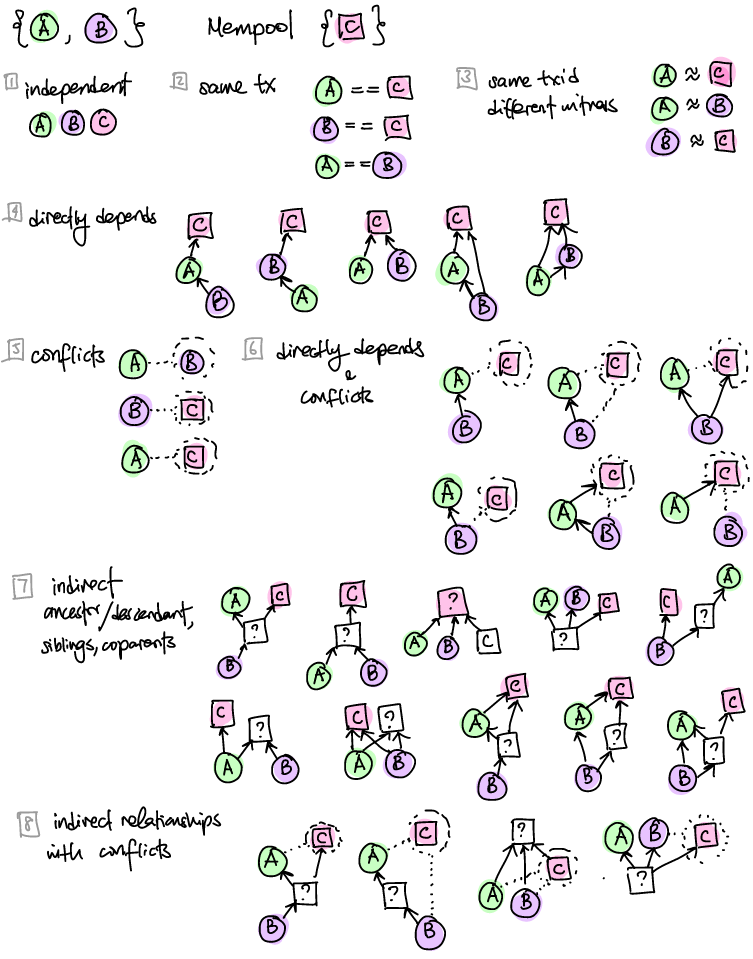 {A, B} Mempool {C}
1 independent
A B C
2 same tx
A == C
B == C
A == B
3 same txid
different witness
A ≈ C
A ≈ B
B ≈ C
4 directly depends
C C C C C
A B A B A B
B A B A
5 conflicts
A B
B C
A C
6 directly depends
&
conflicts
A C A C A C
B B B
A C A C A C
B B B
7 indirect
ancestor/descendant,
siblings, coparents
A C ? B
C ? A B
? A B C
A B C ?
C A ? B
C ? A B
C ? A B
C A ? B
C A ? B
C A ? B
8 indirect relationships
with conflicts
A C ? B
A C ? B
? C A B
A B C ?